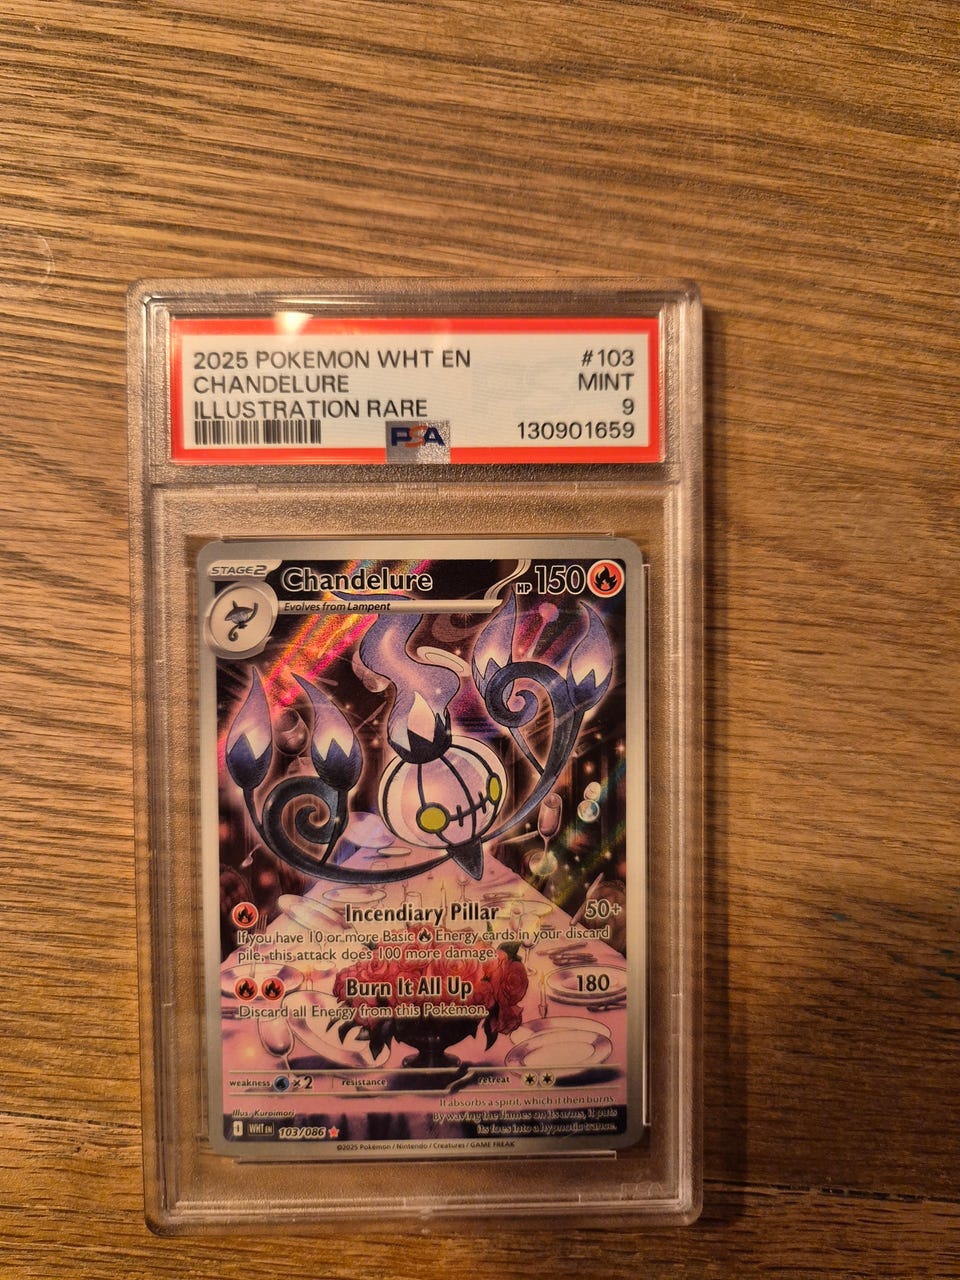 2025 POKEMON WHT EN #103
CHANDELURE MINT
ILLUSTRATION RARE 9
PSA 130901659
STAGE2 Chandelure HP 150
Evolves from Lampent
Incendiary Pillar 50+
If you have 10 or more Basic Energy cards in your discard
pile, this attack does 100 more damage.
Burn It All Up 180
Discard all Energy from this Pokémon.
weakness ×2 resistance retreat
It absorbs a spirit, which it then burns.
By waving the flames on its arms, it puts
its foes into a hypnotic trance.
Illus. Kuroimori
I WHT EN 103/086
©2025 Pokémon / Nintendo / Creatures / GAME FREAK